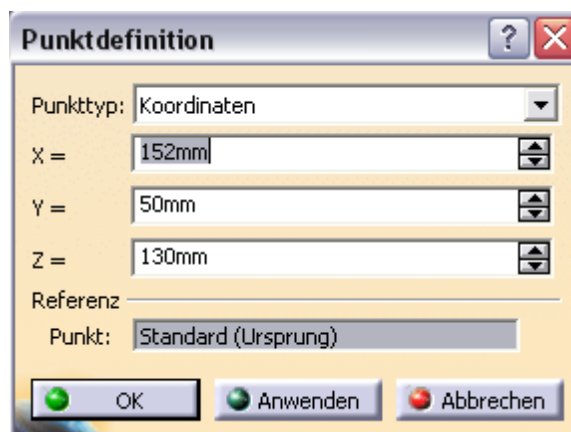 Punktdefinition ?
Punkttyp: Koordinaten
X = 152mm
Y = 50mm
Z = 130mm
Referenz
Punkt: Standard (Ursprung)
OK Anwenden Abbrechen